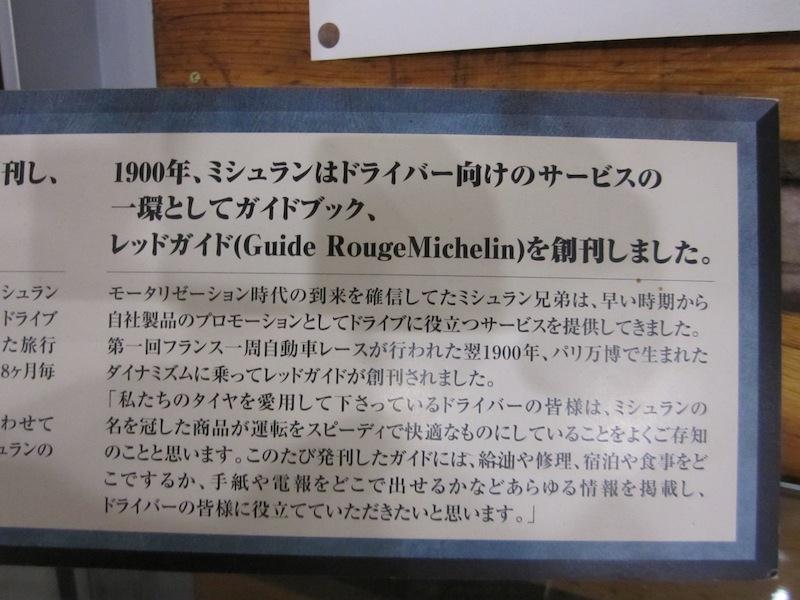 刊し、
シュラン
ドライブ
た旅行
8ヶ月毎
わせて
ュランの
1900年、ミシュランはドライバー向けのサービスの
一環としてガイドブック、
レッドガイド(Guide RougeMichelin)を創刊しました。
モータリゼーション時代の到来を確信してたミシュラン兄弟は、早い時期から
自社製品のプロモーションとしてドライブに役立つサービスを提供してきました。
第一回フランス一周自動車レースが行われた翌1900年、パリ万博で生まれた
ダイナミズムに乗ってレッドガイドが創刊されました。
「私たちのタイヤを愛用して下さっているドライバーの皆様は、ミシュランの
名を冠した商品が運転をスピーディで快適なものにしていることをよくご存知
のことと思います。このたび発刊したガイドには、給油や修理、宿泊や食事をど
こでするか、手紙や電報をどこで出せるかなどあらゆる情報を掲載し、
ドライバーの皆様に役立てていただきたいと思います。」